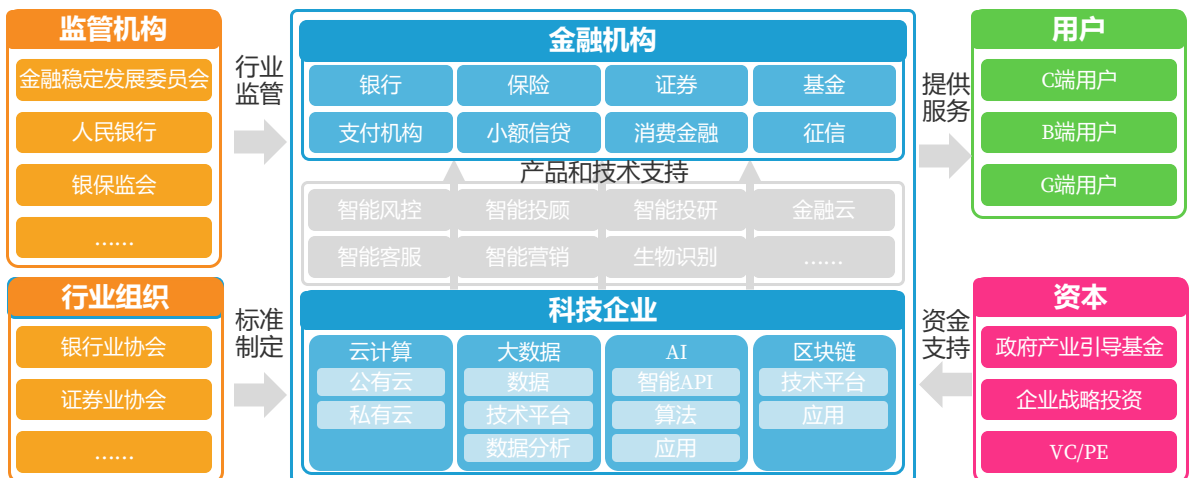 监管机构
金融稳定发展委员会
人民银行
银保监会
……
行业组织
银行业协会
证券业协会
……
行业
监管
标准
制定
金融机构
银行
保险
证券
基金
支付机构
小额信贷
消费金融
征信
产品和技术支持
智能风控
智能投顾
智能投研
金融云
智能客服
智能营销
生物识别
……
科技企业
云计算
公有云
私有云
大数据
数据
技术平台
数据分析
AI
智能API
算法
应用
区块链
技术平台
应用
提供
服务
资金
支持
用户
C端用户
B端用户
G端用户
资本
政府产业引导基金
企业战略投资
VC/PE